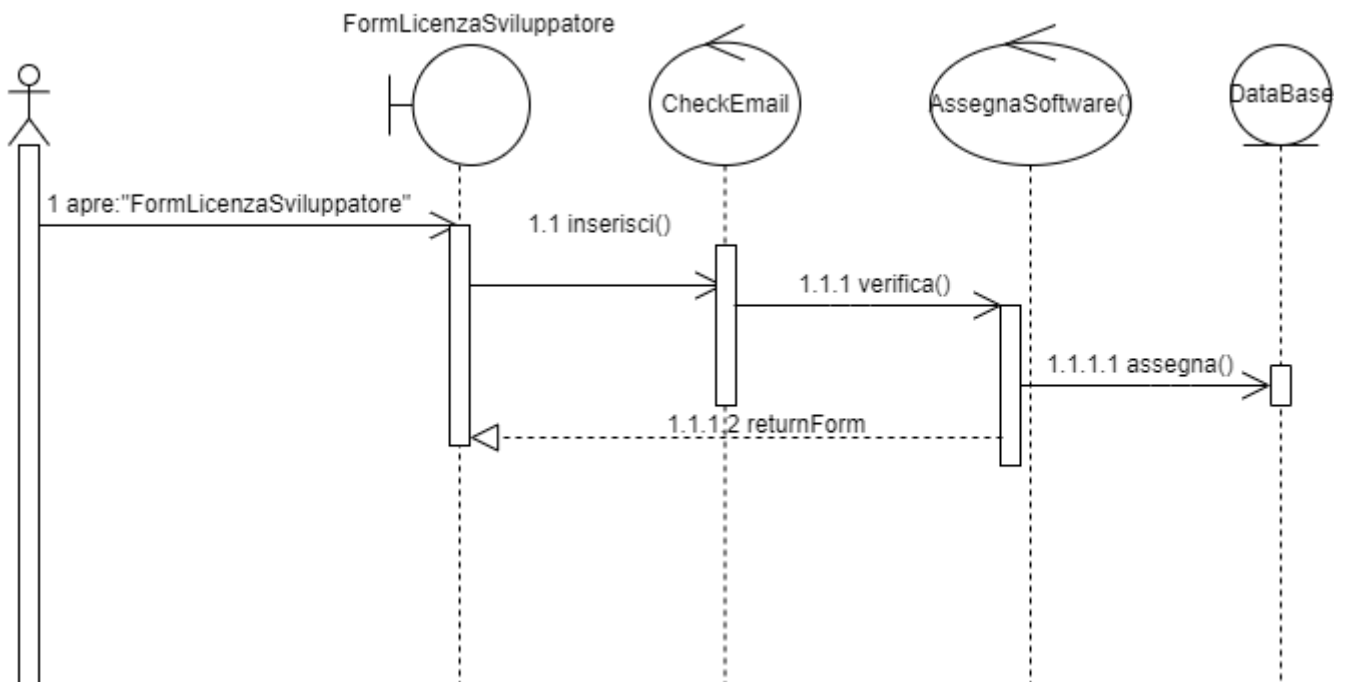 FormLicenzaSviluppatore
CheckEmail
AssegnaSoftware()
DataBase
1 apre:"FormLicenzaSviluppatore"
1.1 inserisci()
1.1.1 verifica()
1.1.1.1 assegna()
1.1.1.2 returnForm